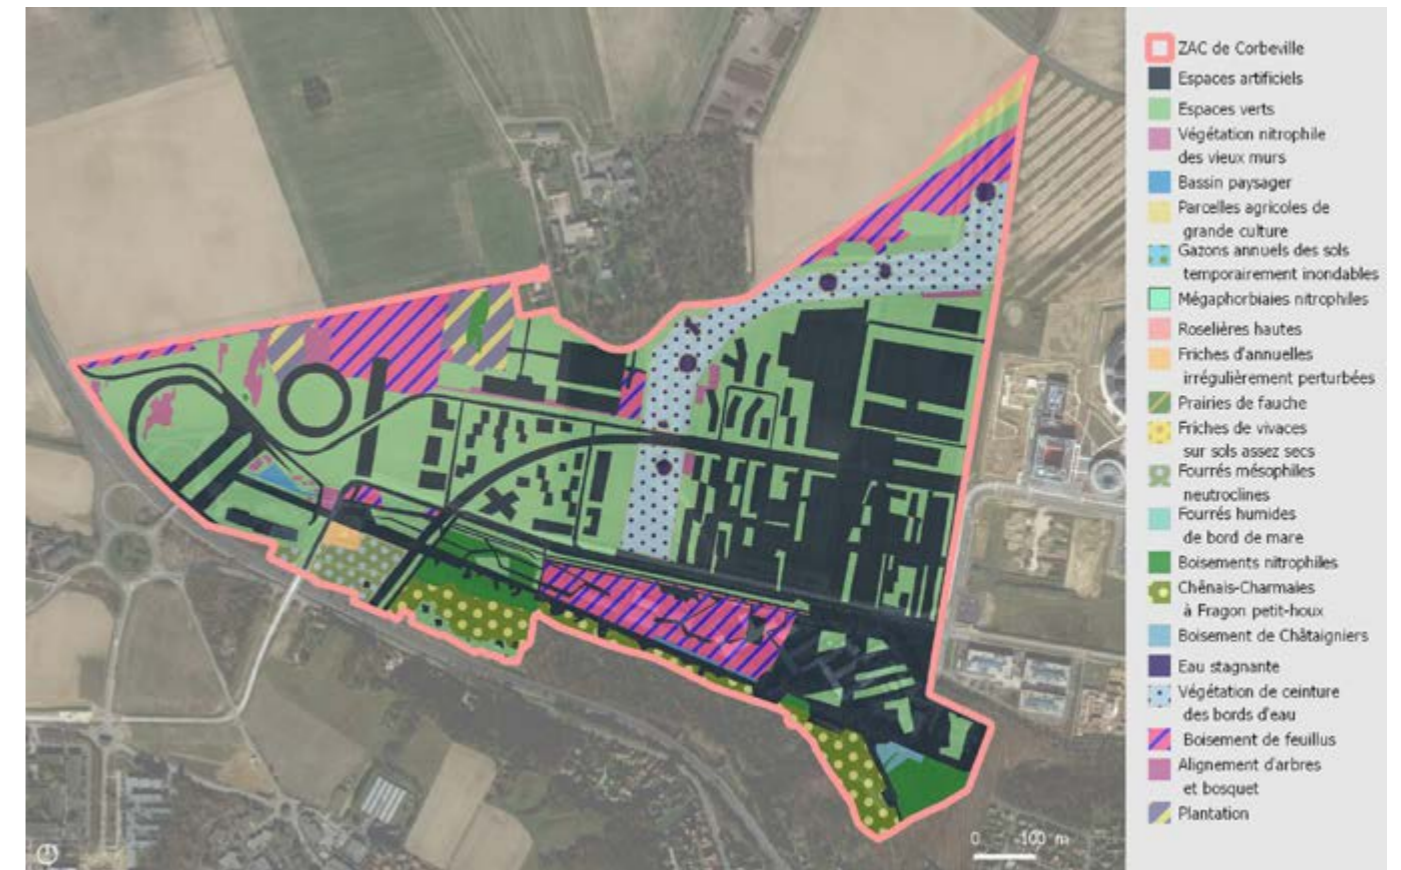 ZAC de Corbeville
Espaces artificiels
Espaces verts
Végétation nitrophile
des vieux murs
Bassin paysager
Parcelles agricoles de
grande culture
Gazons annuels des sols
temporairement inondables
Mégaphorbiaies nitrophiles
Roselières hautes
Friches d'annuelles
irrégulièrement perturbées
Prairies de fauche
Friches de vivaces
sur sols assez secs
Fourrés mésophiles
neutroclines
Fourrés humides
de bord de mare
Boisements nitrophiles
Chênais-Charmaies
à Fragon petit-houx
Boisement de Châtaigniers
Eau stagnante
Végétation de ceinture
des bords d'eau
Boisement de feuillus
Alignement d'arbres
et bosquet
Plantation
0 100 m